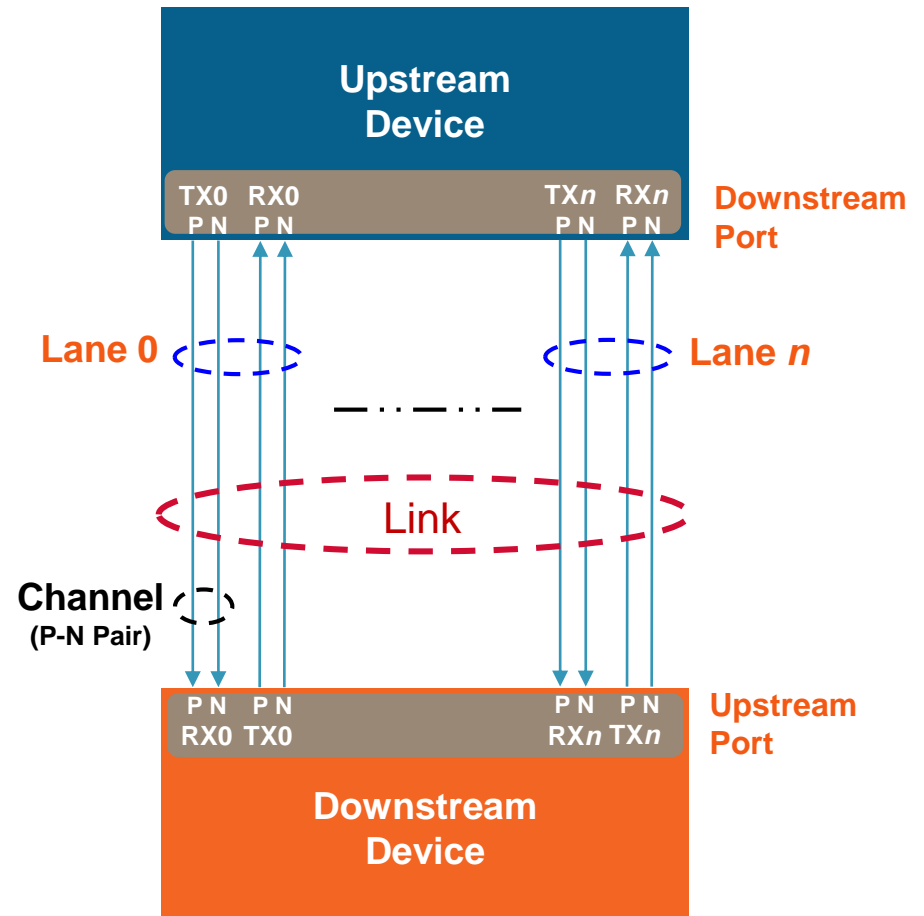 Upstream
Device
TX0 RX0 TXn RXn
P N P N P N P N
Downstream
Port
Lane 0
Lane n
Link
Channel
(P-N Pair)
P N P N P N P N
RX0 TX0 RXn TXn
Upstream
Port
Downstream
Device